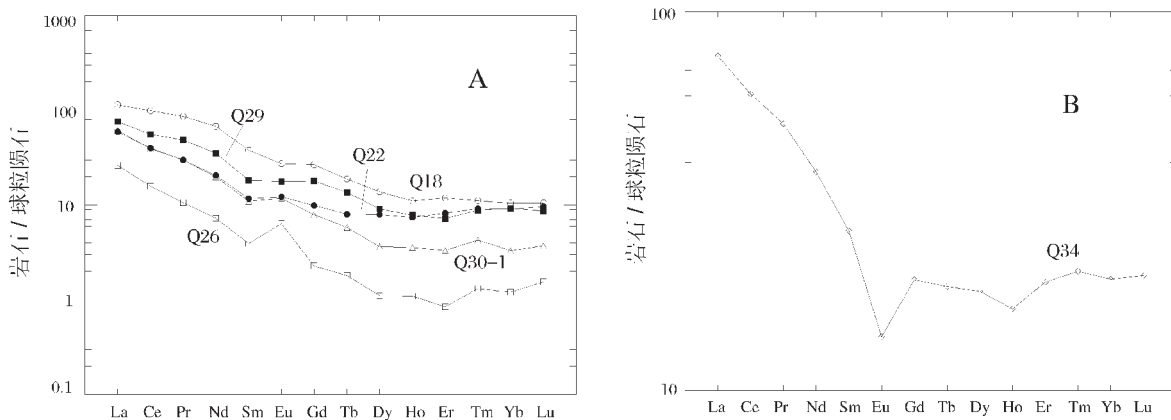 1000
100
10
1
0.1
岩石 / 球粒陨石
A
Q29
Q22
Q18
Q26
Q30-1
La Ce Pr Nd Sm Eu Gd Tb Dy Ho Er Tm Yb Lu
100
10
岩石 / 球粒陨石
B
Q34
La Ce Pr Nd Sm Eu Gd Tb Dy Ho Er Tm Yb Lu